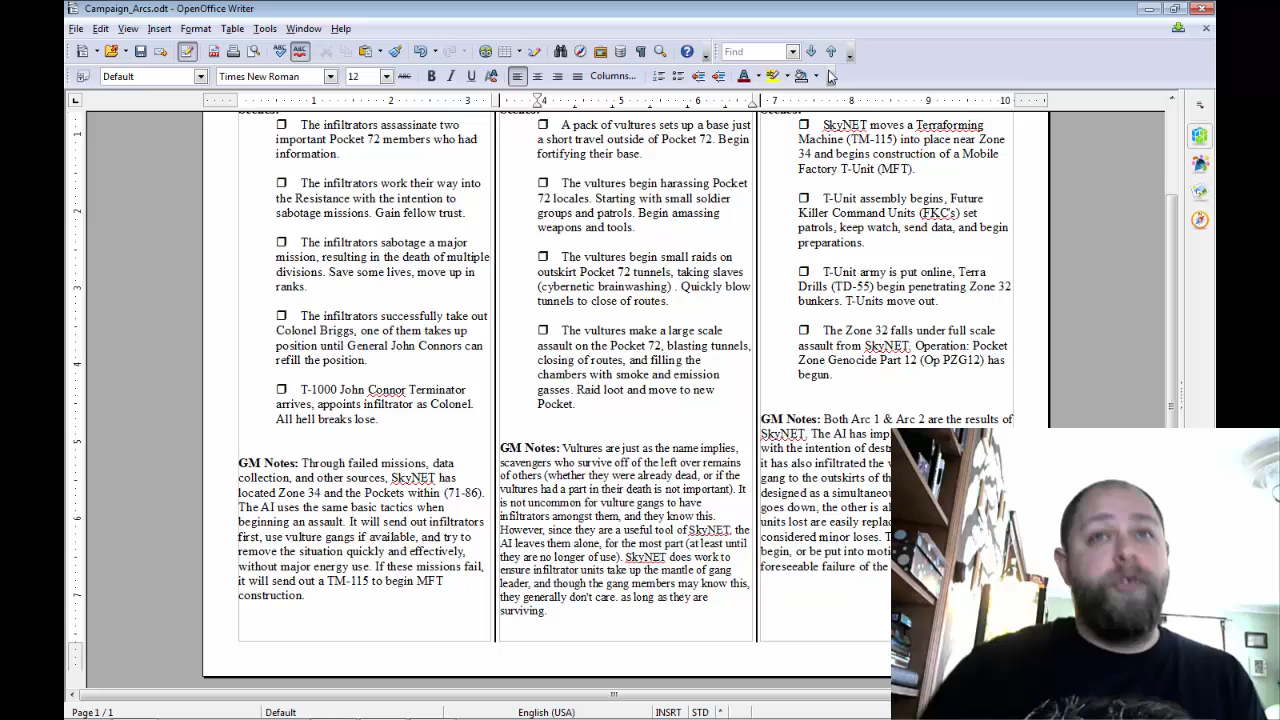 Campaign_Arcs.odt - OpenOffice Writer
File Edit View Insert Format Table Tools Window Help
Find
Default Times New Roman 12 Columns...
1 2 3 4 5 6 7 8 9 10
The infiltrators assassinate two
important Pocket 72 members who had
information.
The infiltrators work their way into
the Resistance with the intention to
sabotage missions. Gain fellow trust.
The infiltrators sabotage a major
mission, resulting in the death of multiple
divisions. Save some lives, move up in
ranks.
The infiltrators successfully take out
Colonel Briggs, one of them takes up
position until General John Connors can
refill the position.
T-1000 John Connor Terminator
arrives, appoints infiltrator as Colonel.
All hell breaks lose.
GM Notes: Through failed missions, data
collection, and other sources, SkyNET has
located Zone 34 and the Pockets within (71-86).
The AI uses the same basic tactics when
beginning an assault. It will send out infiltrators
first, use vulture gangs if available, and try to
remove the situation quickly and effectively,
without major energy use. If these missions fail,
it will send out a TM-115 to begin MFT
construction.
A pack of vultures sets up a base just
a short travel outside of Pocket 72. Begin
fortifying their base.
The vultures begin harassing Pocket
72 locales. Starting with small soldier
groups and patrols. Begin amassing
weapons and tools.
The vultures begin small raids on
outskirt Pocket 72 tunnels, taking slaves
(cybernetic brainwashing) . Quickly blow
tunnels to close of routes.
The vultures make a large scale
assault on the Pocket 72, blasting tunnels,
closing of routes, and filling the
chambers with smoke and emission
gasses. Raid loot and move to new
Pocket.
GM Notes: Vultures are just as the name implies,
scavengers who survive off of the left over remains
of others (whether they were already dead, or if the
vultures had a part in their death is not important). It
is not uncommon for vulture gangs to have
infiltrators amongst them, and they know this.
However, since they are a useful tool of SkyNET, the
AI leaves them alone, for the most part (at least until
they are no longer of use). SkyNET does work to
ensure infiltrator units take up the mantle of gang
leader, and though the gang members may know this,
they generally don't care. as long as they are
surviving.
SkyNET moves a Terraforming
Machine (TM-115) into place near Zone
34 and begins construction of a Mobile
Factory T-Unit (MFT).
T-Unit assembly begins, Future
Killer Command Units (FKC's) set
patrols, keep watch, send data, and begin
preparations.
T-Unit army is put online, Terra
Drills (TD-55) begin penetrating Zone 32
bunkers. T-Units move out.
The Zone 32 falls under full scale
assault from SkyNET. Operation: Pocket
Zone Genocide Part 12 (Op PZG12) has
begun.
GM Notes: Both Arc 1 & Arc 2 are the results of
SkyNET. The AI has
with the intention of
it has also infiltrated the
gang to the outskirts of
designed as a
goes down, the other is
units lost are easily
considered minor losses.
begin, or be put into
foreseeable failure of the
Page 1 / 1 Default English (USA) INSRT STD *